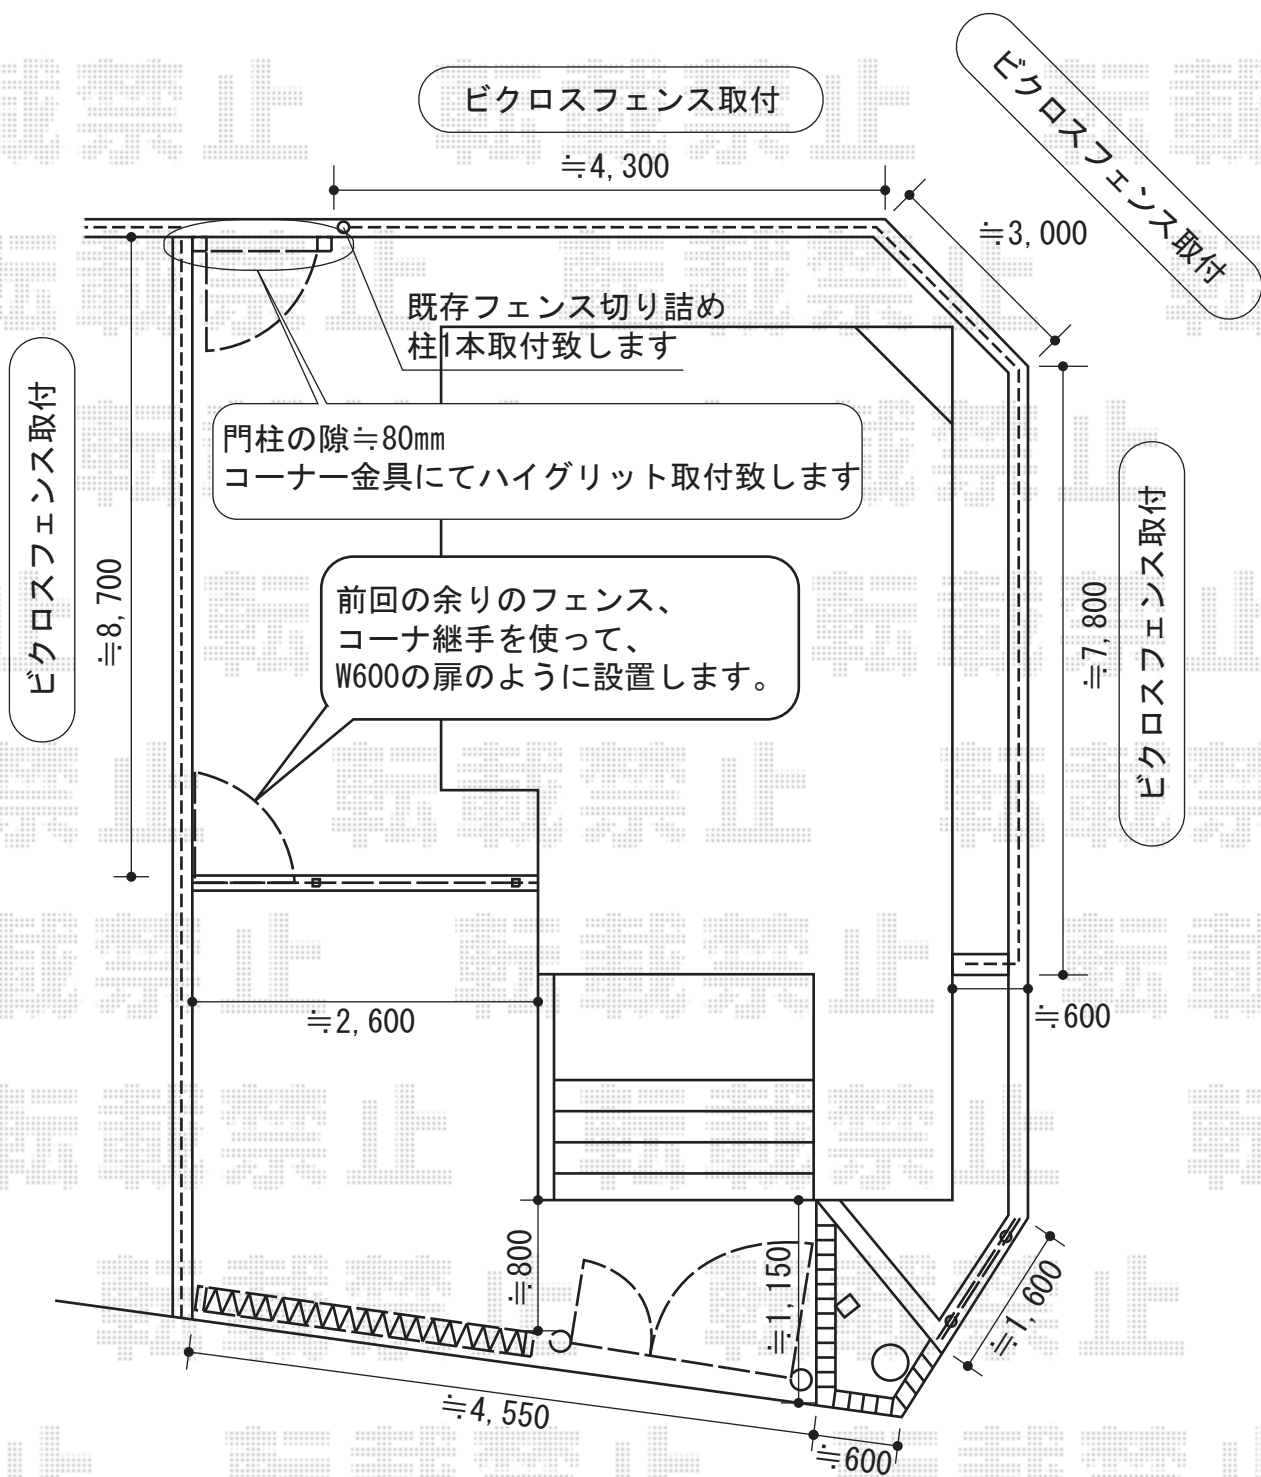 ビクロスフェンス取付
ビクロスフェンス取付
≒4,300
≒3,000
既存フェンス切り詰め
柱1本取付致します
門柱の隙≒80mm
コーナー金具にてハイグリット取付致します
ビクロスフェンス取付
≒8,700
前回の余りのフェンス、
コーナ継手を使って、
W600の扉のように設置します。
≒7,800
ビクロスフェンス取付
≒2,600
≒600
≒800
≒1,150
≒1,600
≒4,550
≒600
転載禁止